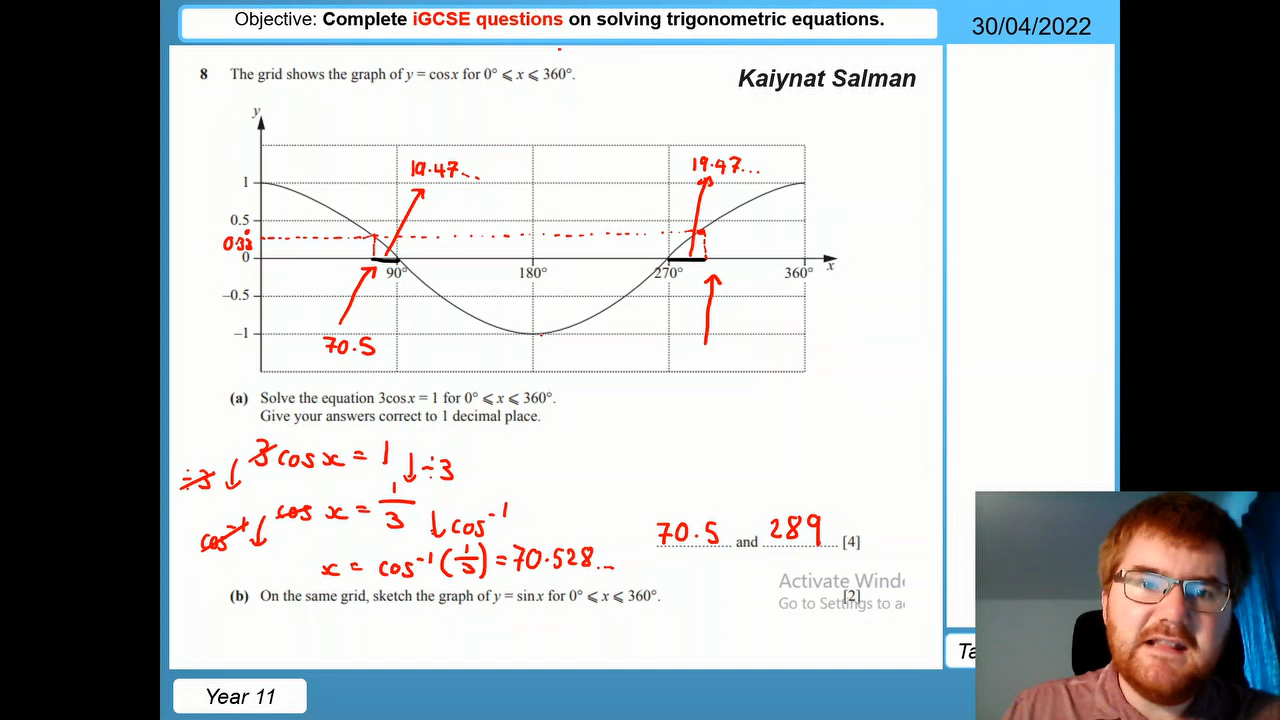 Objective: Complete iGCSE questions on solving trigonometric equations.
30/04/2022
8 The grid shows the graph of y = cos x for 0° ⩽ x ⩽ 360°.
Kaiynat Salman
y
19.47...
19.47...
1
0.5
0.33
0
90°
180°
270°
360°
x
−0.5
−1
70.5
(a) Solve the equation 3cos x = 1 for 0° ⩽ x ⩽ 360°.
Give your answers correct to 1 decimal place.
3 cos x = 1
÷3 ÷3
cos x = 1/3
cos⁻¹ cos⁻¹
x = cos⁻¹ (1/3) = 70.528...
70.5 and 289 [4]
(b) On the same grid, sketch the graph of y = sin x for 0° ⩽ x ⩽ 360°.
[2]
Activate Wind
Go to Settings to a
Year 11
Ta